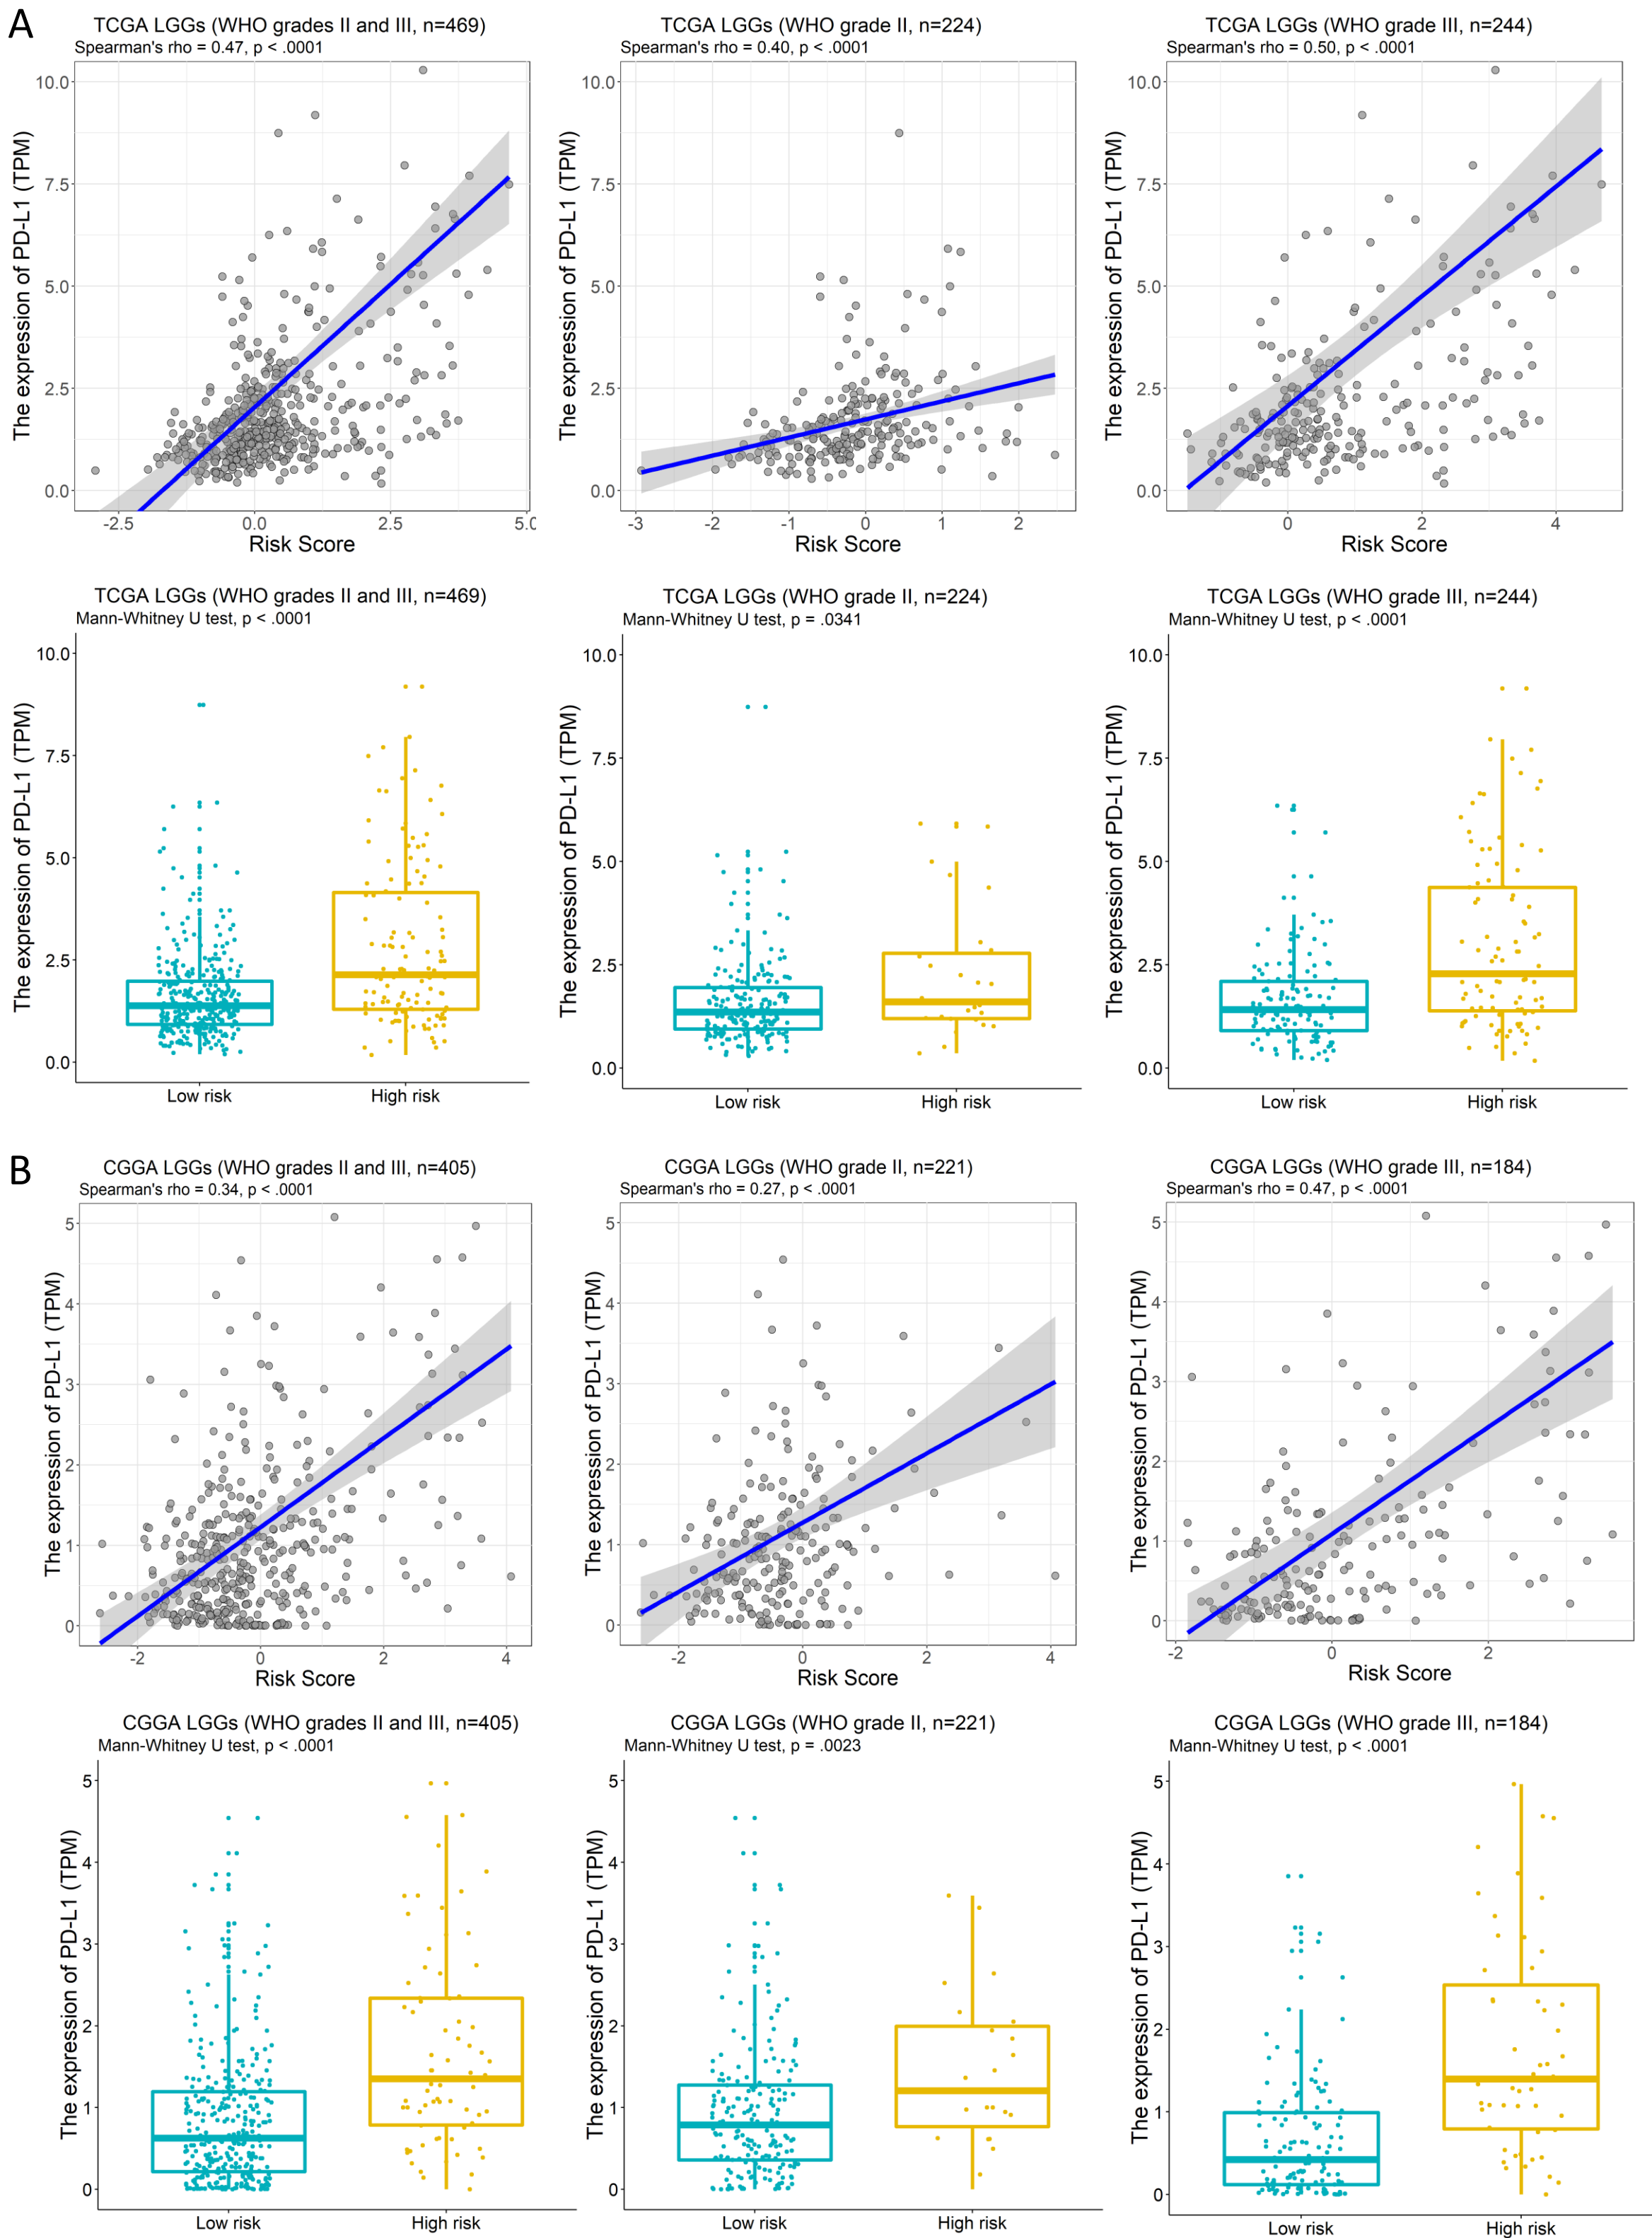 A
TCGA LGGs (WHO grades II and III, n=469)
Spearman's rho = 0.47, p < .0001
The expression of PD-L1 (TPM)
10.0
7.5
5.0
2.5
0.0
-2.5 0.0 2.5 5.0
Risk Score
TCGA LGGs (WHO grade II, n=224)
Spearman's rho = 0.40, p < .0001
The expression of PD-L1 (TPM)
10.0
7.5
5.0
2.5
0.0
-3 -2 -1 0 1 2
Risk Score
TCGA LGGs (WHO grade III, n=244)
Spearman's rho = 0.50, p < .0001
The expression of PD-L1 (TPM)
10.0
7.5
5.0
2.5
0.0
0 2 4
Risk Score
TCGA LGGs (WHO grades II and III, n=469)
Mann-Whitney U test, p < .0001
The expression of PD-L1 (TPM)
10.0
7.5
5.0
2.5
0.0
Low risk High risk
TCGA LGGs (WHO grade II, n=224)
Mann-Whitney U test, p = .0341
The expression of PD-L1 (TPM)
10.0
7.5
5.0
2.5
0.0
Low risk High risk
TCGA LGGs (WHO grade III, n=244)
Mann-Whitney U test, p < .0001
The expression of PD-L1 (TPM)
10.0
7.5
5.0
2.5
0.0
Low risk High risk
B
CGGA LGGs (WHO grades II and III, n=405)
Spearman's rho = 0.34, p < .0001
The expression of PD-L1 (TPM)
5
4
3
2
1
0
-2 0 2 4
Risk Score
CGGA LGGs (WHO grade II, n=221)
Spearman's rho = 0.27, p < .0001
The expression of PD-L1 (TPM)
5
4
3
2
1
0
-2 0 2 4
Risk Score
CGGA LGGs (WHO grade III, n=184)
Spearman's rho = 0.47, p < .0001
The expression of PD-L1 (TPM)
5
4
3
2
1
0
-2 0 2
Risk Score
CGGA LGGs (WHO grades II and III, n=405)
Mann-Whitney U test, p < .0001
The expression of PD-L1 (TPM)
5
4
3
2
1
0
Low risk High risk
CGGA LGGs (WHO grade II, n=221)
Mann-Whitney U test, p = .0023
The expression of PD-L1 (TPM)
5
4
3
2
1
0
Low risk High risk
CGGA LGGs (WHO grade III, n=184)
Mann-Whitney U test, p < .0001
The expression of PD-L1 (TPM)
5
4
3
2
1
0
Low risk High risk